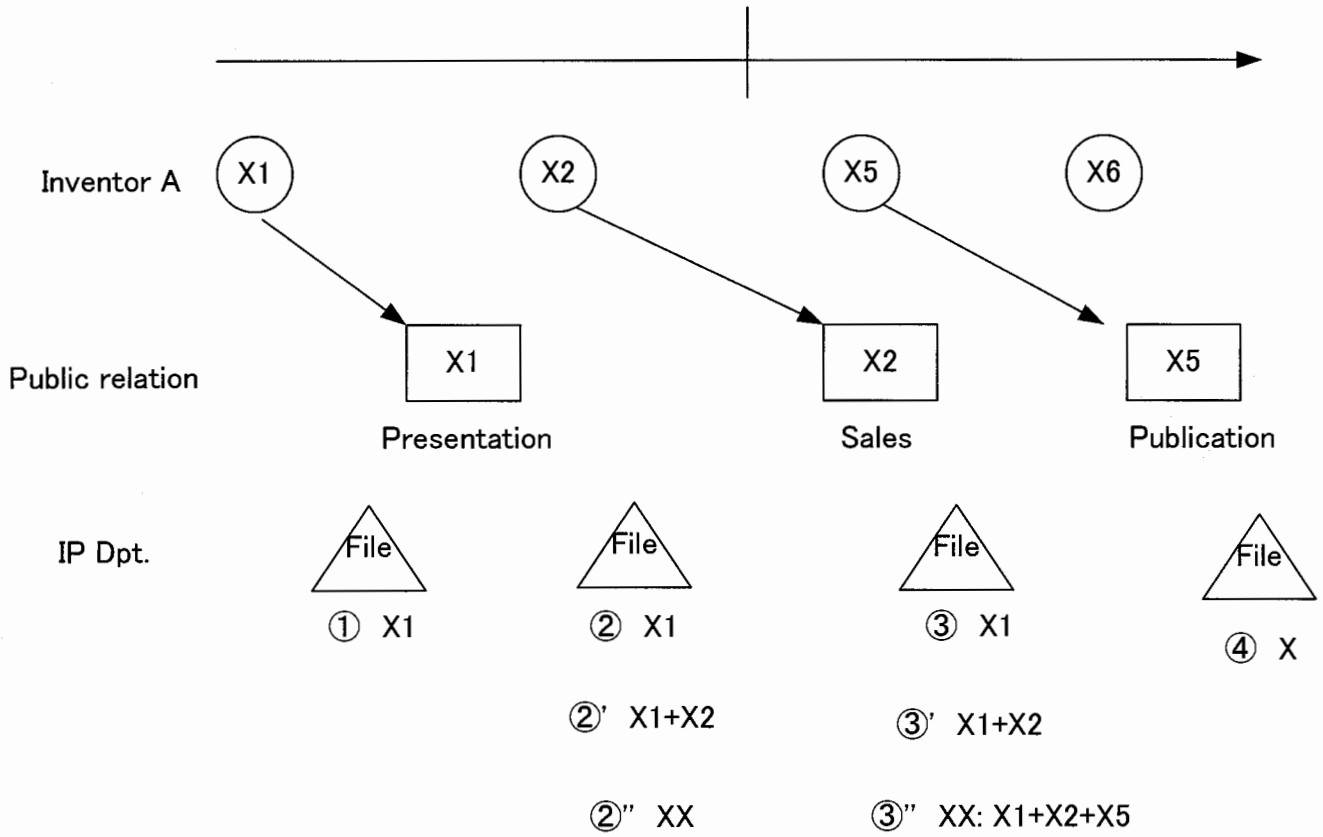 Inventor A X1 X2 X5 X6
Public relation X1 X2 X5
Presentation Sales Publication
IP Dpt. File File File File
① X1 ② X1 ③ X1 ④ X
②' X1+X2 ③' X1+X2
②" XX ③" XX: X1+X2+X5